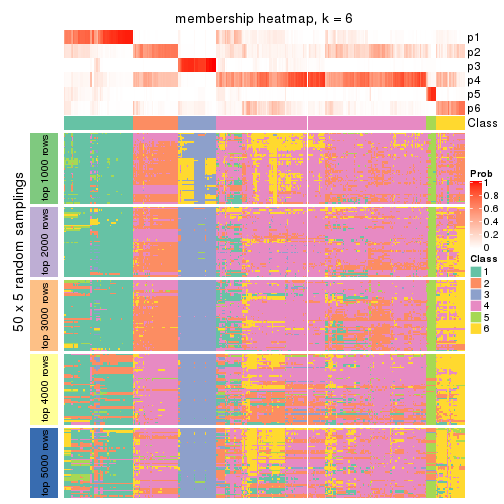 membership heatmap, k = 6
p1
p2
p3
p4
p5
p6
Class
50 x 5 random samplings
top 1000 rows
top 2000 rows
top 3000 rows
top 4000 rows
top 5000 rows
Prob
1
0.8
0.6
0.4
0.2
0
Class
1
2
3
4
5
6